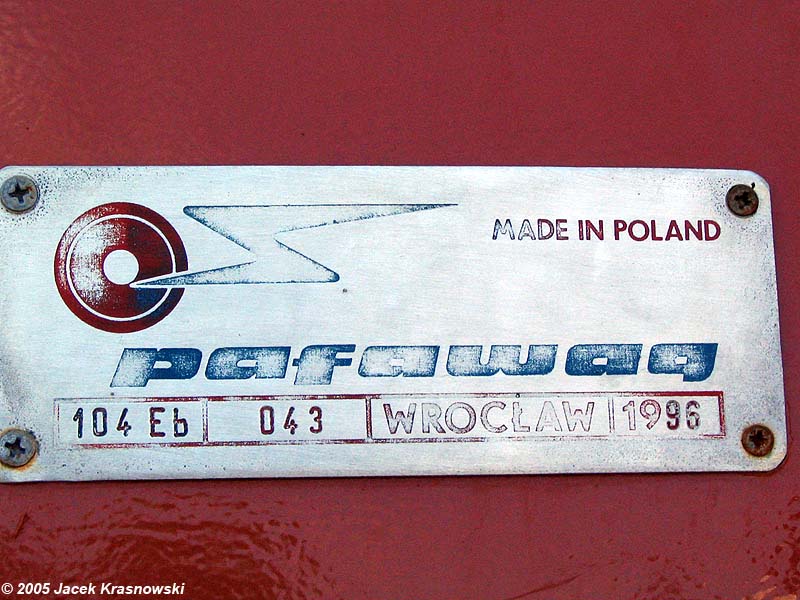 MADE IN POLAND
pafawag
104 Eb 043 WROCŁAW 1996
© 2005 Jacek Krasnowski